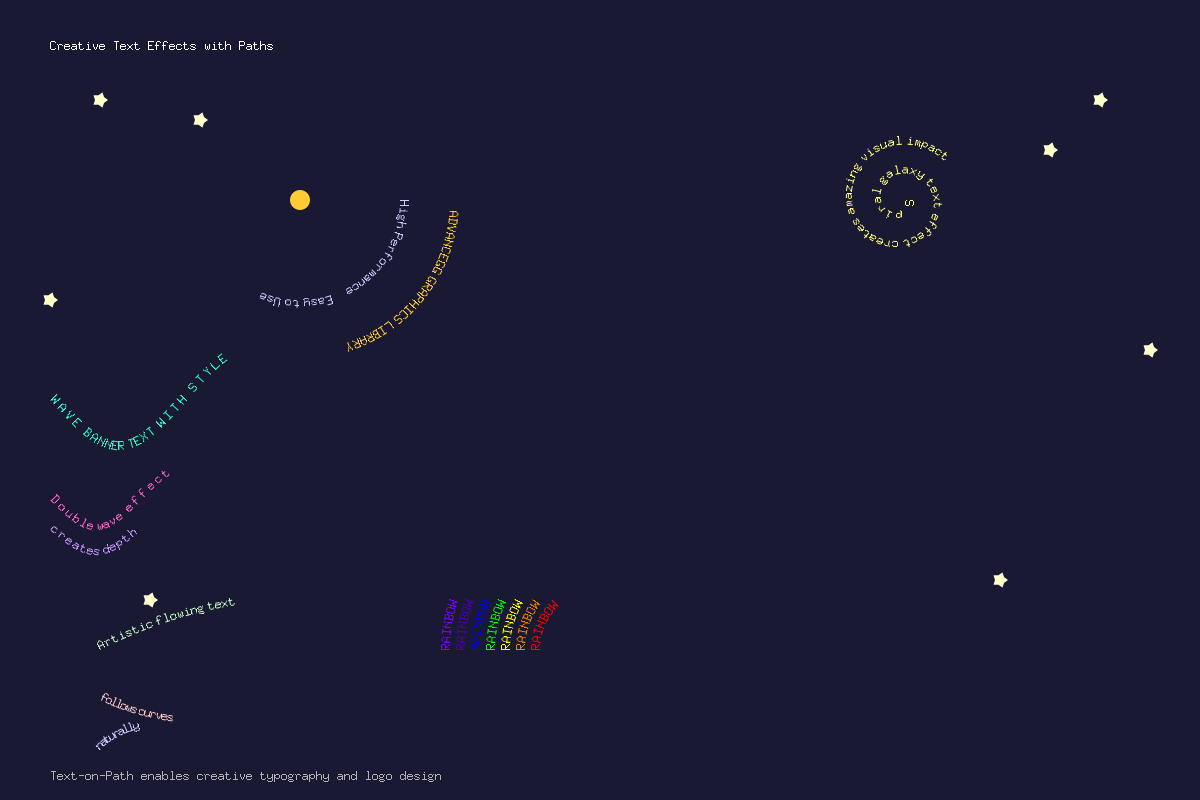 Creative Text Effects with Paths
Spiral galaxy text effect creates amazing visual impact
High Performance
Easy to Use
ADVANCEGG GRAPHICS LIBRARY
WAVE BANNER TEXT WITH STYLE
Double wave effect
creates depth
Artistic flowing text
RAINBOW
RAINBOW
RAINBOW
RAINBOW
RAINBOW
RAINBOW
RAINBOW
follows curves
naturally
Text-on-Path enables creative typography and logo design